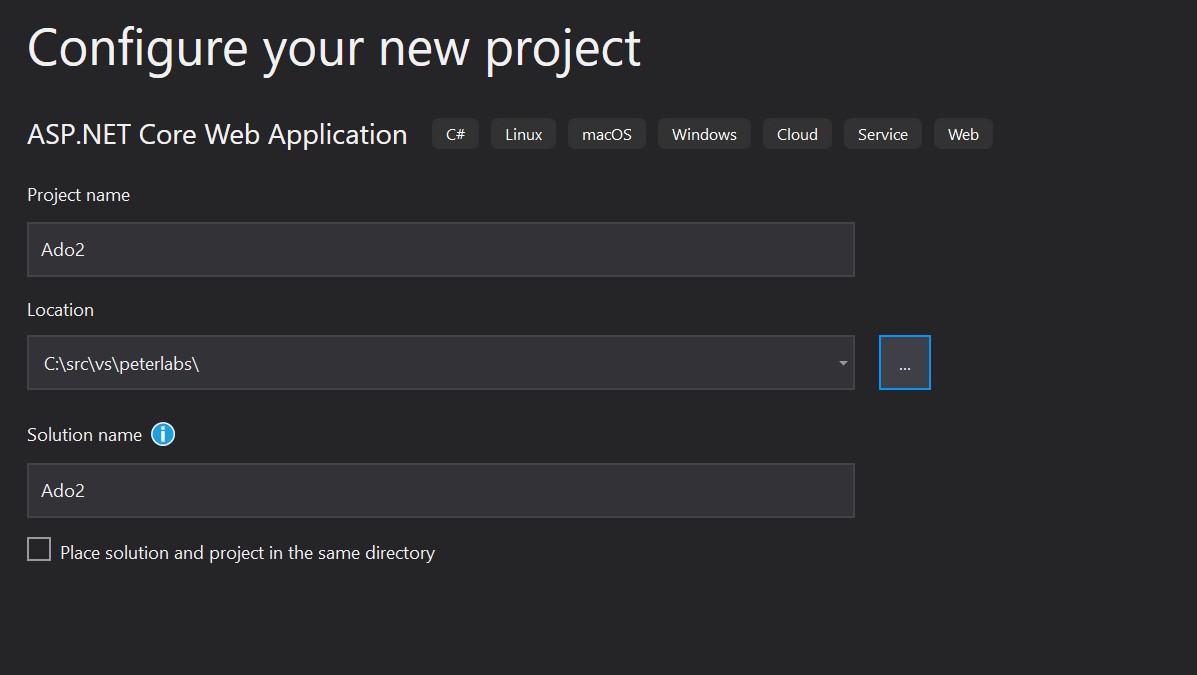 Configure your new project
ASP.NET Core Web Application C# Linux macOS Windows Cloud Service Web
Project name
Ado2
Location
C:\src\vs\peterlabs\
...
Solution name
Ado2
Place solution and project in the same directory